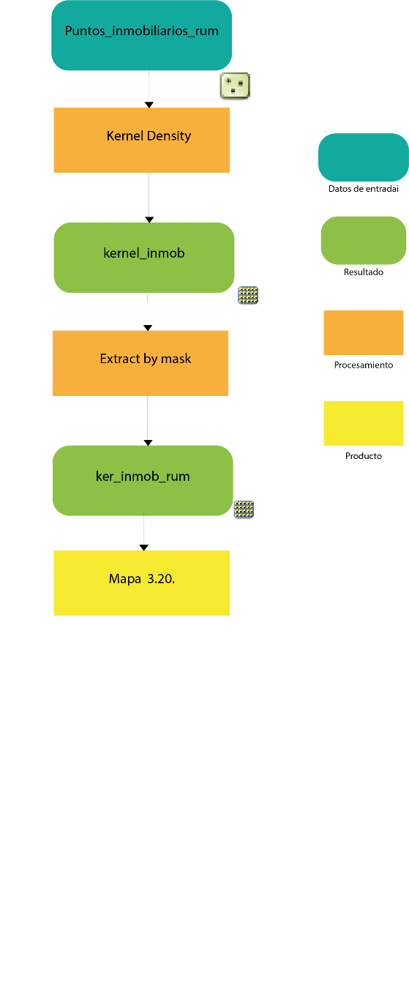 Puntos_inmobiliarios_rum
Kernel Density
kernel_inmob
Extract by mask
ker_inmob_rum
Mapa 3.20.
Datos de entradai
Resultado
Procesamiento
Producto